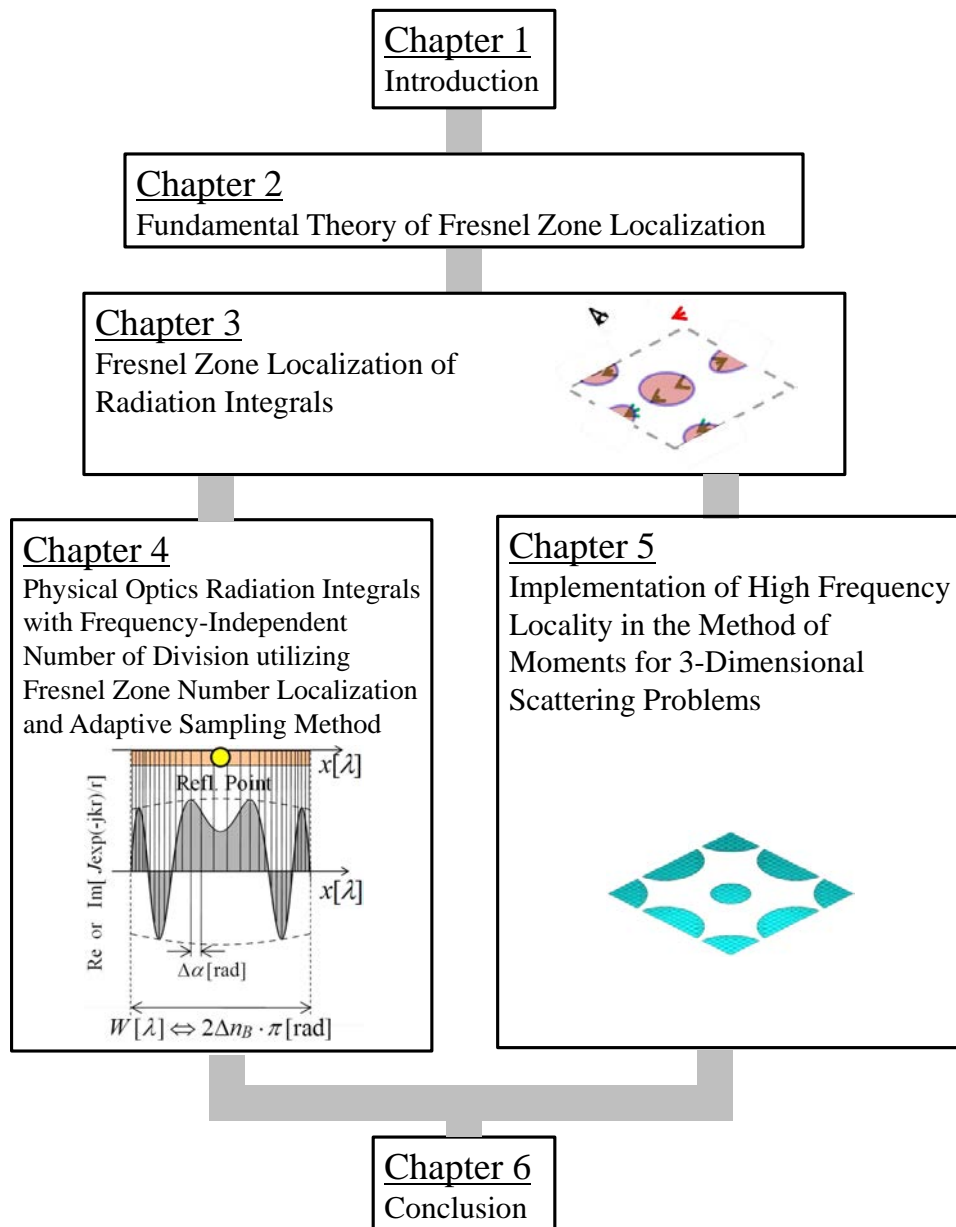 Chapter 1
Introduction
Chapter 2
Fundamental Theory of Fresnel Zone Localization
Chapter 3
Fresnel Zone Localization of
Radiation Integrals
Chapter 4
Physical Optics Radiation Integrals
with Frequency-Independent
Number of Division utilizing
Fresnel Zone Number Localization
and Adaptive Sampling Method
x[λ]
Refl. Point
Re or Im[ Jexp(-jkr)/r]
x[λ]
Δα[rad]
W[λ]⇔2Δn_B·π[rad]
Chapter 5
Implementation of High Frequency
Locality in the Method of
Moments for 3-Dimensional
Scattering Problems
Chapter 6
Conclusion